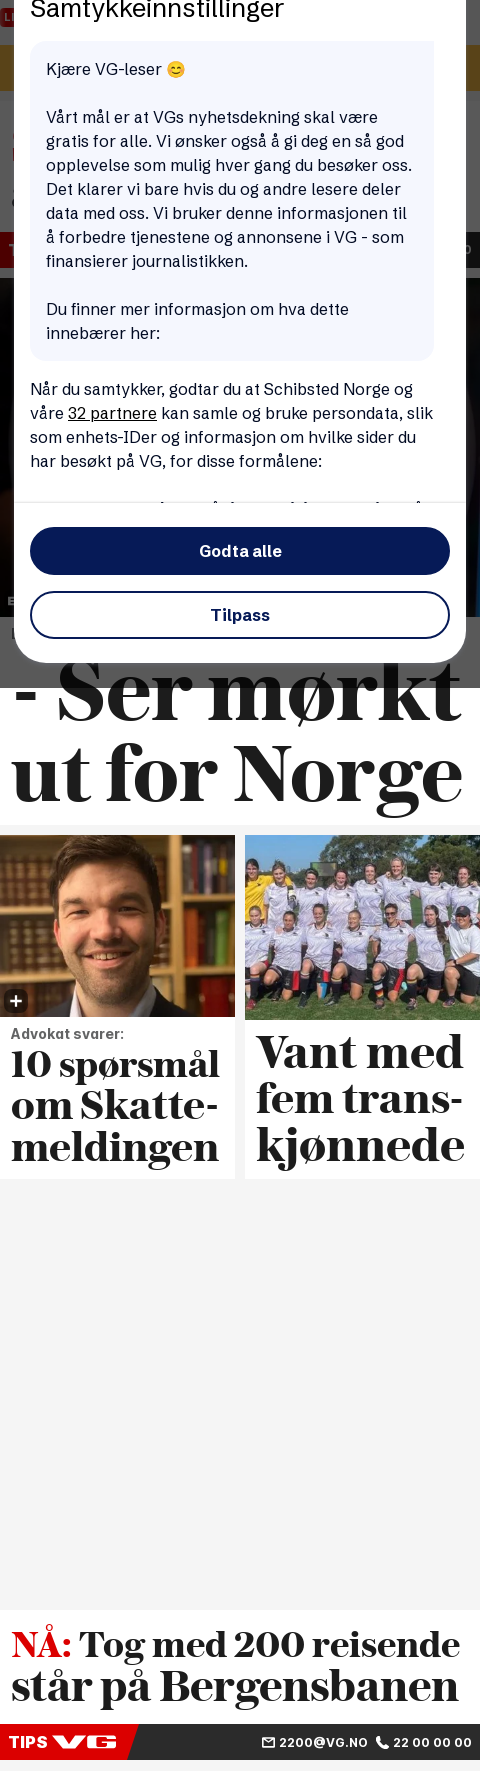 Samtykkeinnstillinger
Kjære VG-leser 😊
Vårt mål er at VGs nyhetsdekning skal være
gratis for alle. Vi ønsker også å gi deg en så god
opplevelse som mulig hver gang du besøker oss.
Det klarer vi bare hvis du og andre lesere deler
data med oss. Vi bruker denne informasjonen til
å forbedre tjenestene og annonsene i VG - som
finansierer journalistikken.
Du finner mer informasjon om hva dette
innebærer her:
Når du samtykker, godtar du at Schibsted Norge og
våre 32 partnere kan samle og bruke persondata, slik
som enhets-IDer og informasjon om hvilke sider du
har besøkt på VG, for disse formålene:
Godta alle
Tilpass
- Ser mørkt
ut for Norge
Advokat svarer:
10 spørsmål
om Skatte-
meldingen
Vant med
fem trans-
kjønnede
NÅ: Tog med 200 reisende
står på Bergensbanen
TIPS VG 2200@VG.NO 22 00 00 00